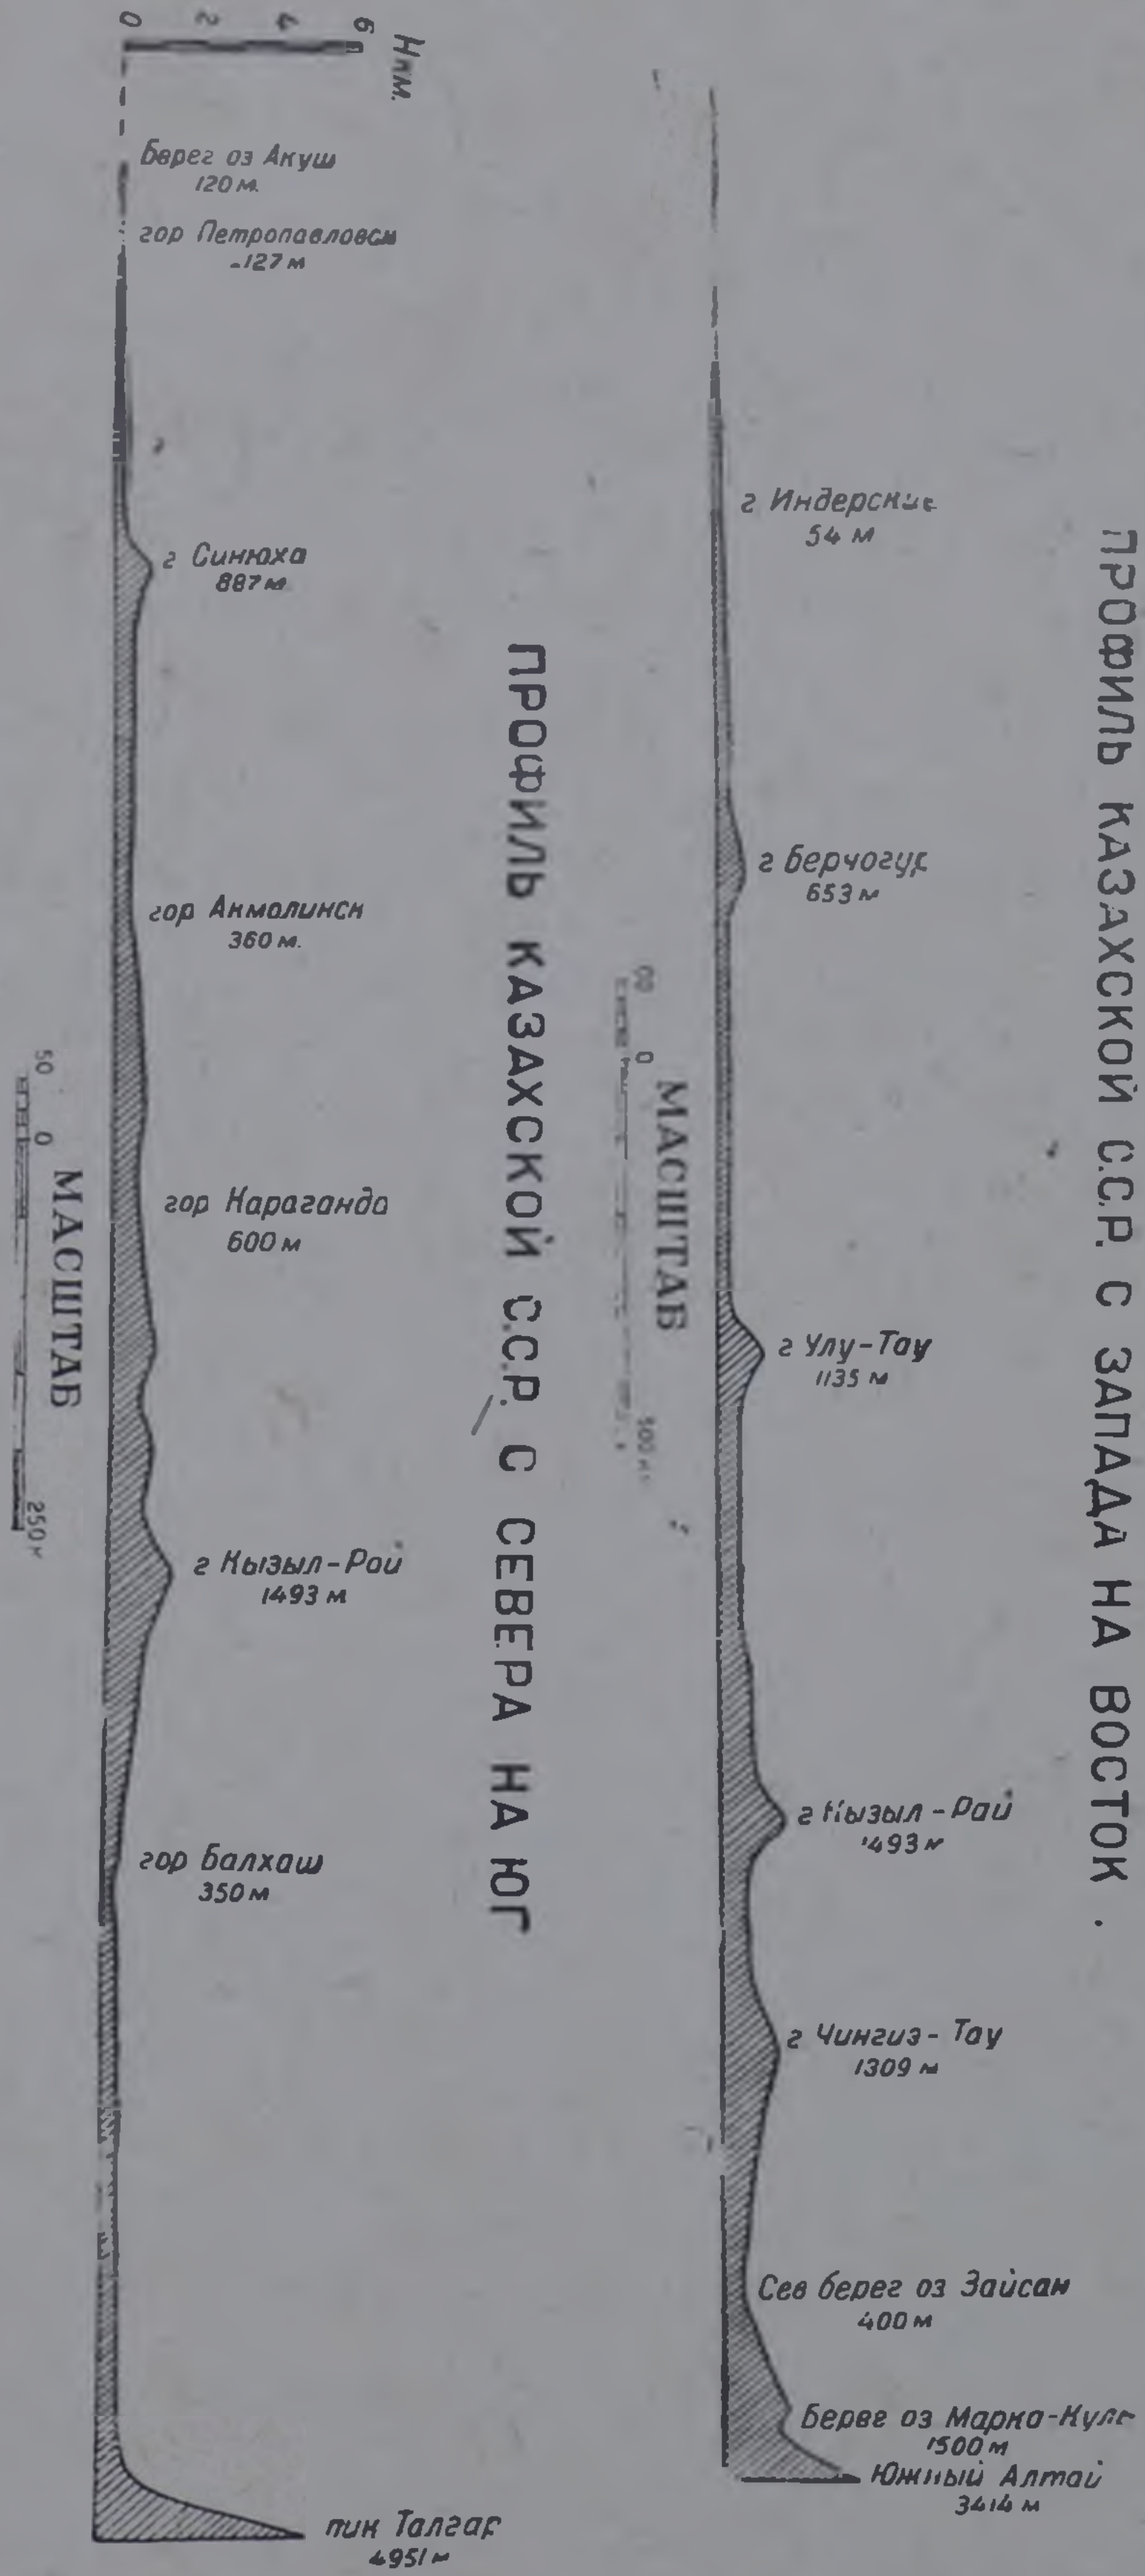 ПРОФИЛЬ КАЗАХСКОЙ С.С.Р. С ЗАПАДА НА ВОСТОК.
г Индерские
54 м
г Берчогур
653 м
г Улу-Тау
1135 м
г Кызыл-Рай
1493 м
г Чингиз-Тау
1309 м
Сев берег оз Зайсан
400 м
оз Марка-Куль
1500 м
Южный Алтай
3414 м
МАСШТАБ
0
500
ПРОФИЛЬ КАЗАХСКОЙ С.С.Р. С СЕВЕРА НА ЮГ
0 2 4 6
Берег оз Акуш
120 м.
гор Петропавловск
127 м
г Синюха
887 м
гор Акмолинск
360 м.
гор Караганда
600 м
г Кызыл-Рай
1493 м
гор Балхаш
350 м
пик Талгар
4951 м
МАСШТАБ
50 0 250 к